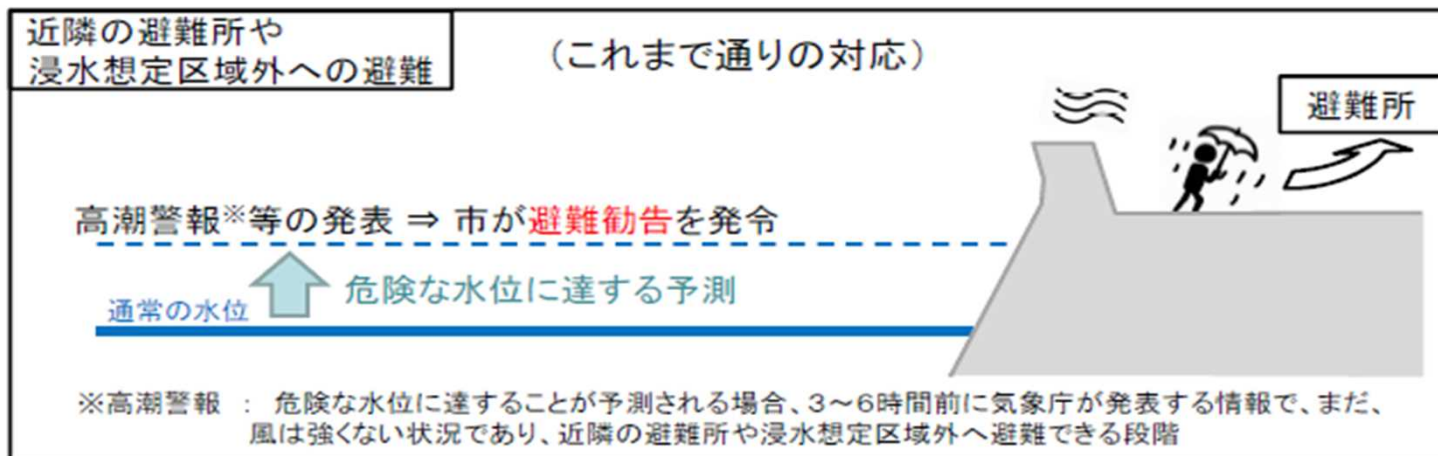 近隣の避難所や
浸水想定区域外への避難
（これまで通りの対応）
避難所
高潮警報※等の発表 ⇒ 市が避難勧告を発令
危険な水位に達する予測
通常の水位
※高潮警報 ： 危険な水位に達することが予測される場合、3～6時間前に気象庁が発表する情報で、まだ、
風は強くない状況であり、近隣の避難所や浸水想定区域外へ避難できる段階